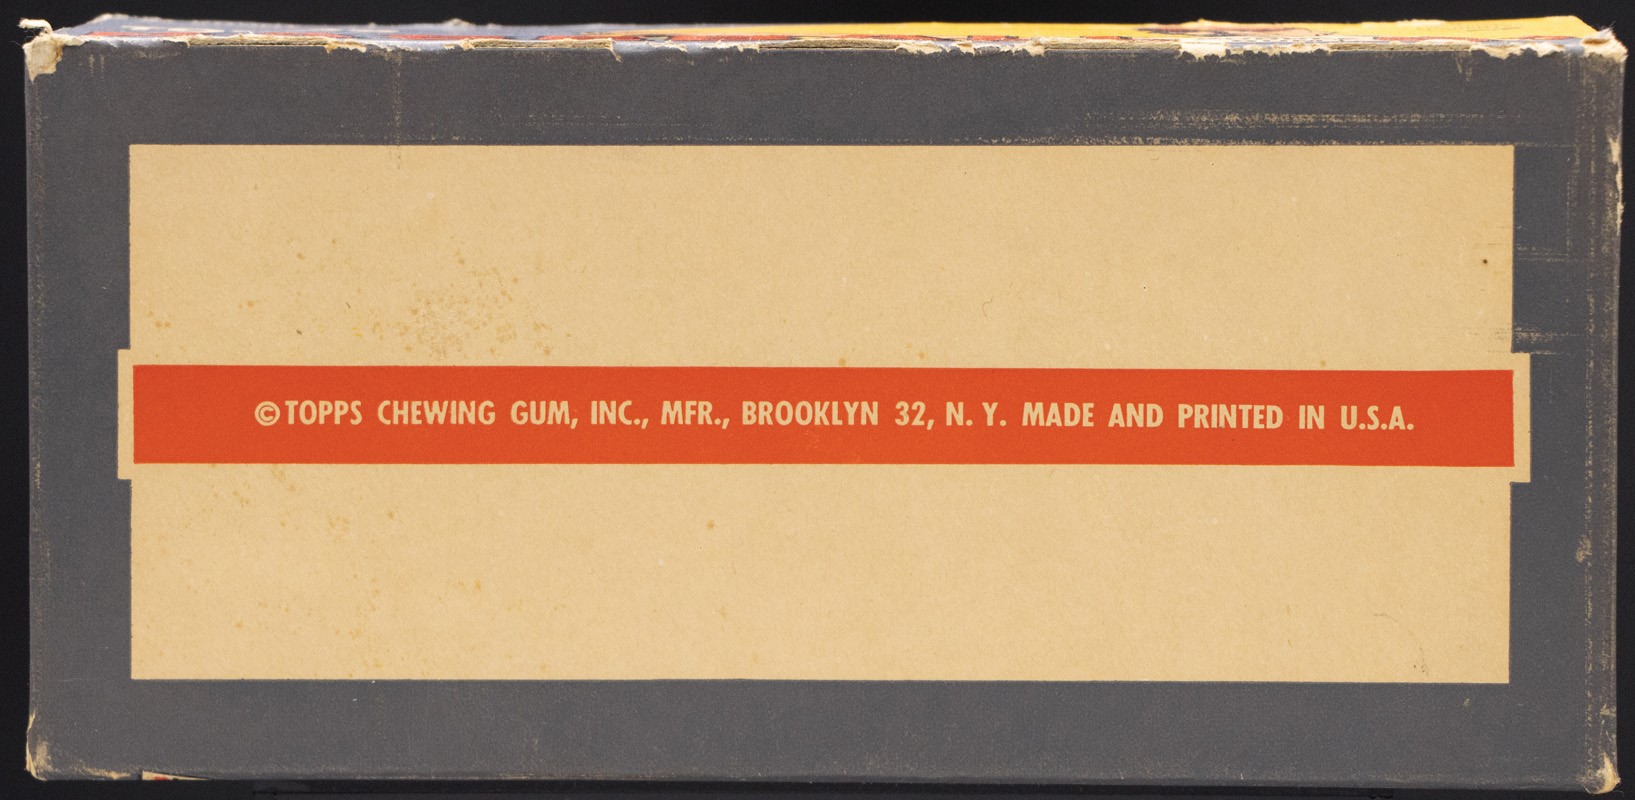 ©TOPPS CHEWING GUM, INC., MFR., BROOKLYN 32, N. Y. MADE AND PRINTED IN U.S.A.